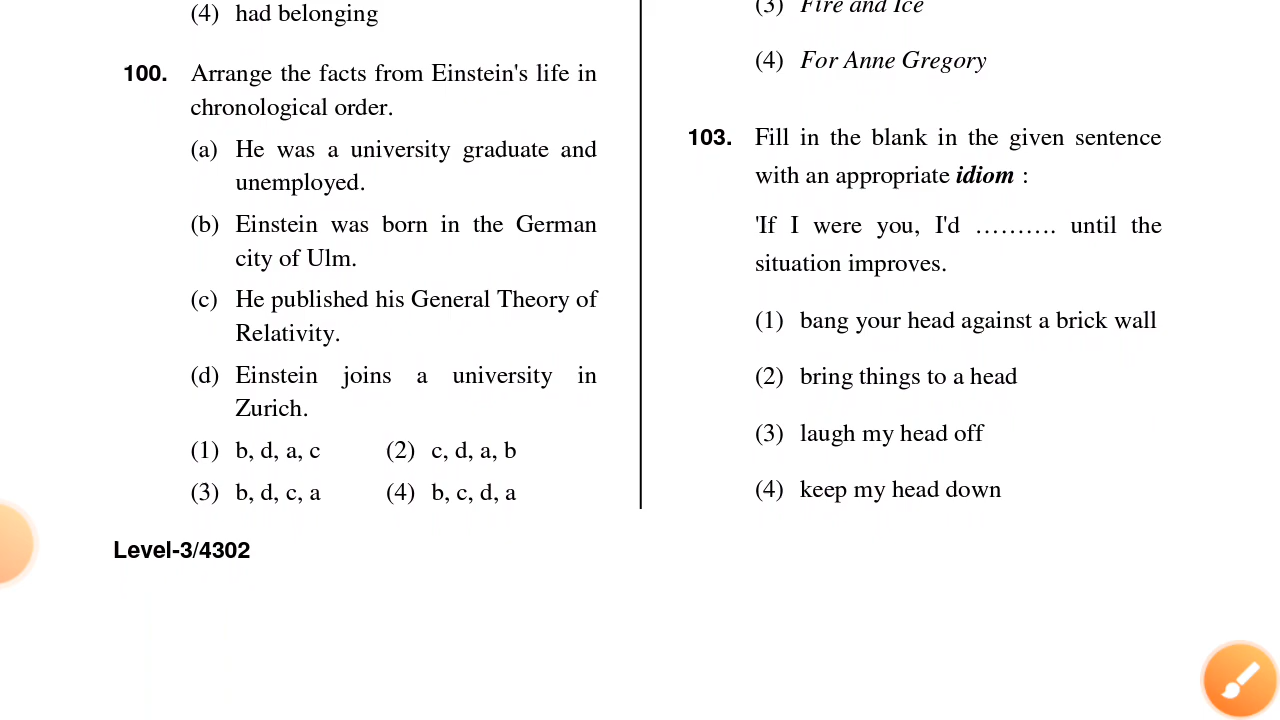 (4) had belonging
100. Arrange the facts from Einstein's life in
chronological order.
(a) He was a university graduate and
unemployed.
(b) Einstein was born in the German
city of Ulm.
(c) He published his General Theory of
Relativity.
(d) Einstein joins a university in
Zurich.
(1) b, d, a, c (2) c, d, a, b
(3) b, d, c, a (4) b, c, d, a
Level-3/4302
(3) Fire and Ice
(4) For Anne Gregory
103. Fill in the blank in the given sentence
with an appropriate idiom :
'If I were you, I'd ………. until the
situation improves.
(1) bang your head against a brick wall
(2) bring things to a head
(3) laugh my head off
(4) keep my head down